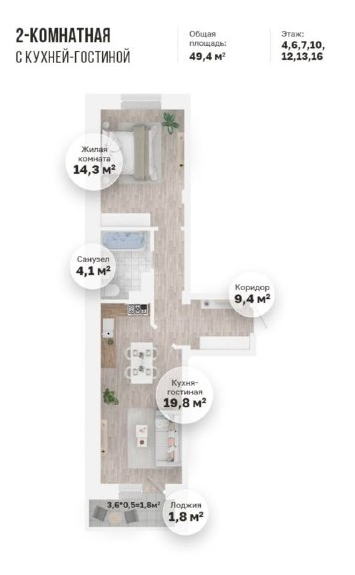 2-КОМНАТНАЯ
С КУХНЕЙ-ГОСТИНОЙ
Общая
площадь:
49,4 м²
Этаж:
4,6,7,10,
12,13,16
Жилая
комната
14,3 м²
Санузел
4,1 м²
Коридор
9,4 м²
Кухня-
гостиная
19,8 м²
3,6*0,5=1,8м²
Лоджия
1,8 м²